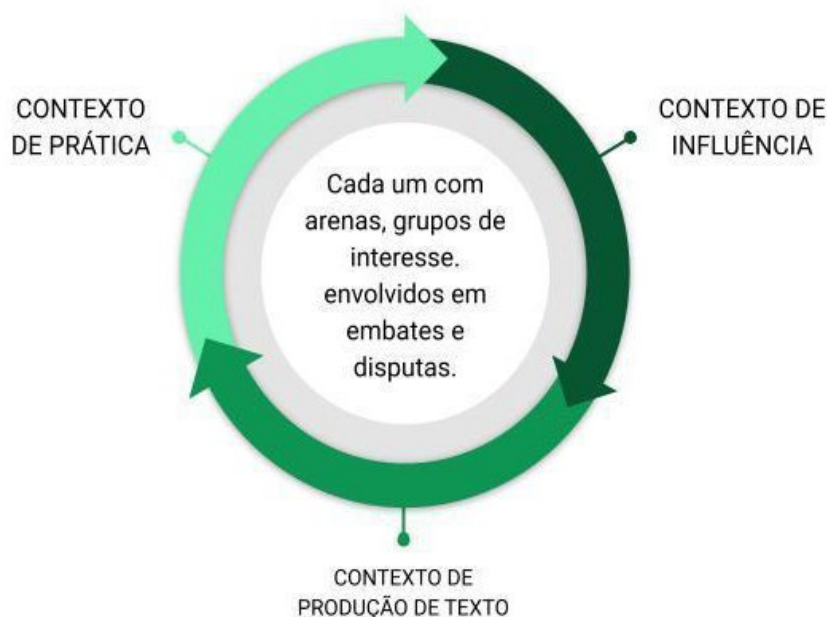 CONTEXTO
DE PRÁTICA
CONTEXTO DE
INFLUÊNCIA
Cada um com
arenas, grupos de
interesse.
envolvidos em
embates e
disputas.
CONTEXTO DE
PRODUÇÃO DE TEXTO